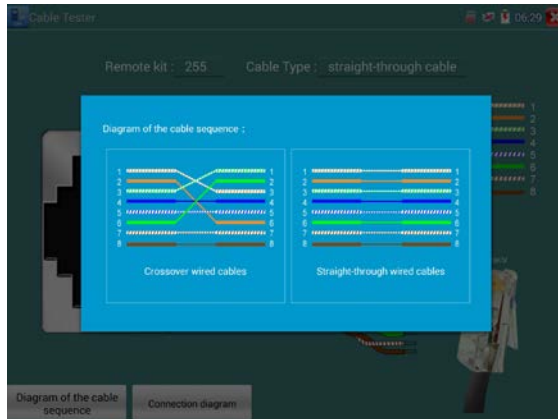 Cable Tester
06:29
Remote kit : 255 Cable Type : straight-through cable
Diagram of the cable sequence :
1 1 1 1
2 2 2 2
3 3 3 3
4 4 4 4
5 5 5 5
6 6 6 6
7 7 7 7
8 8 8 8
Crossover wired cables
Straight-through wired cables
1
2
3
4
5
6
7
8
Diagram of the cable
sequence
Connection diagram